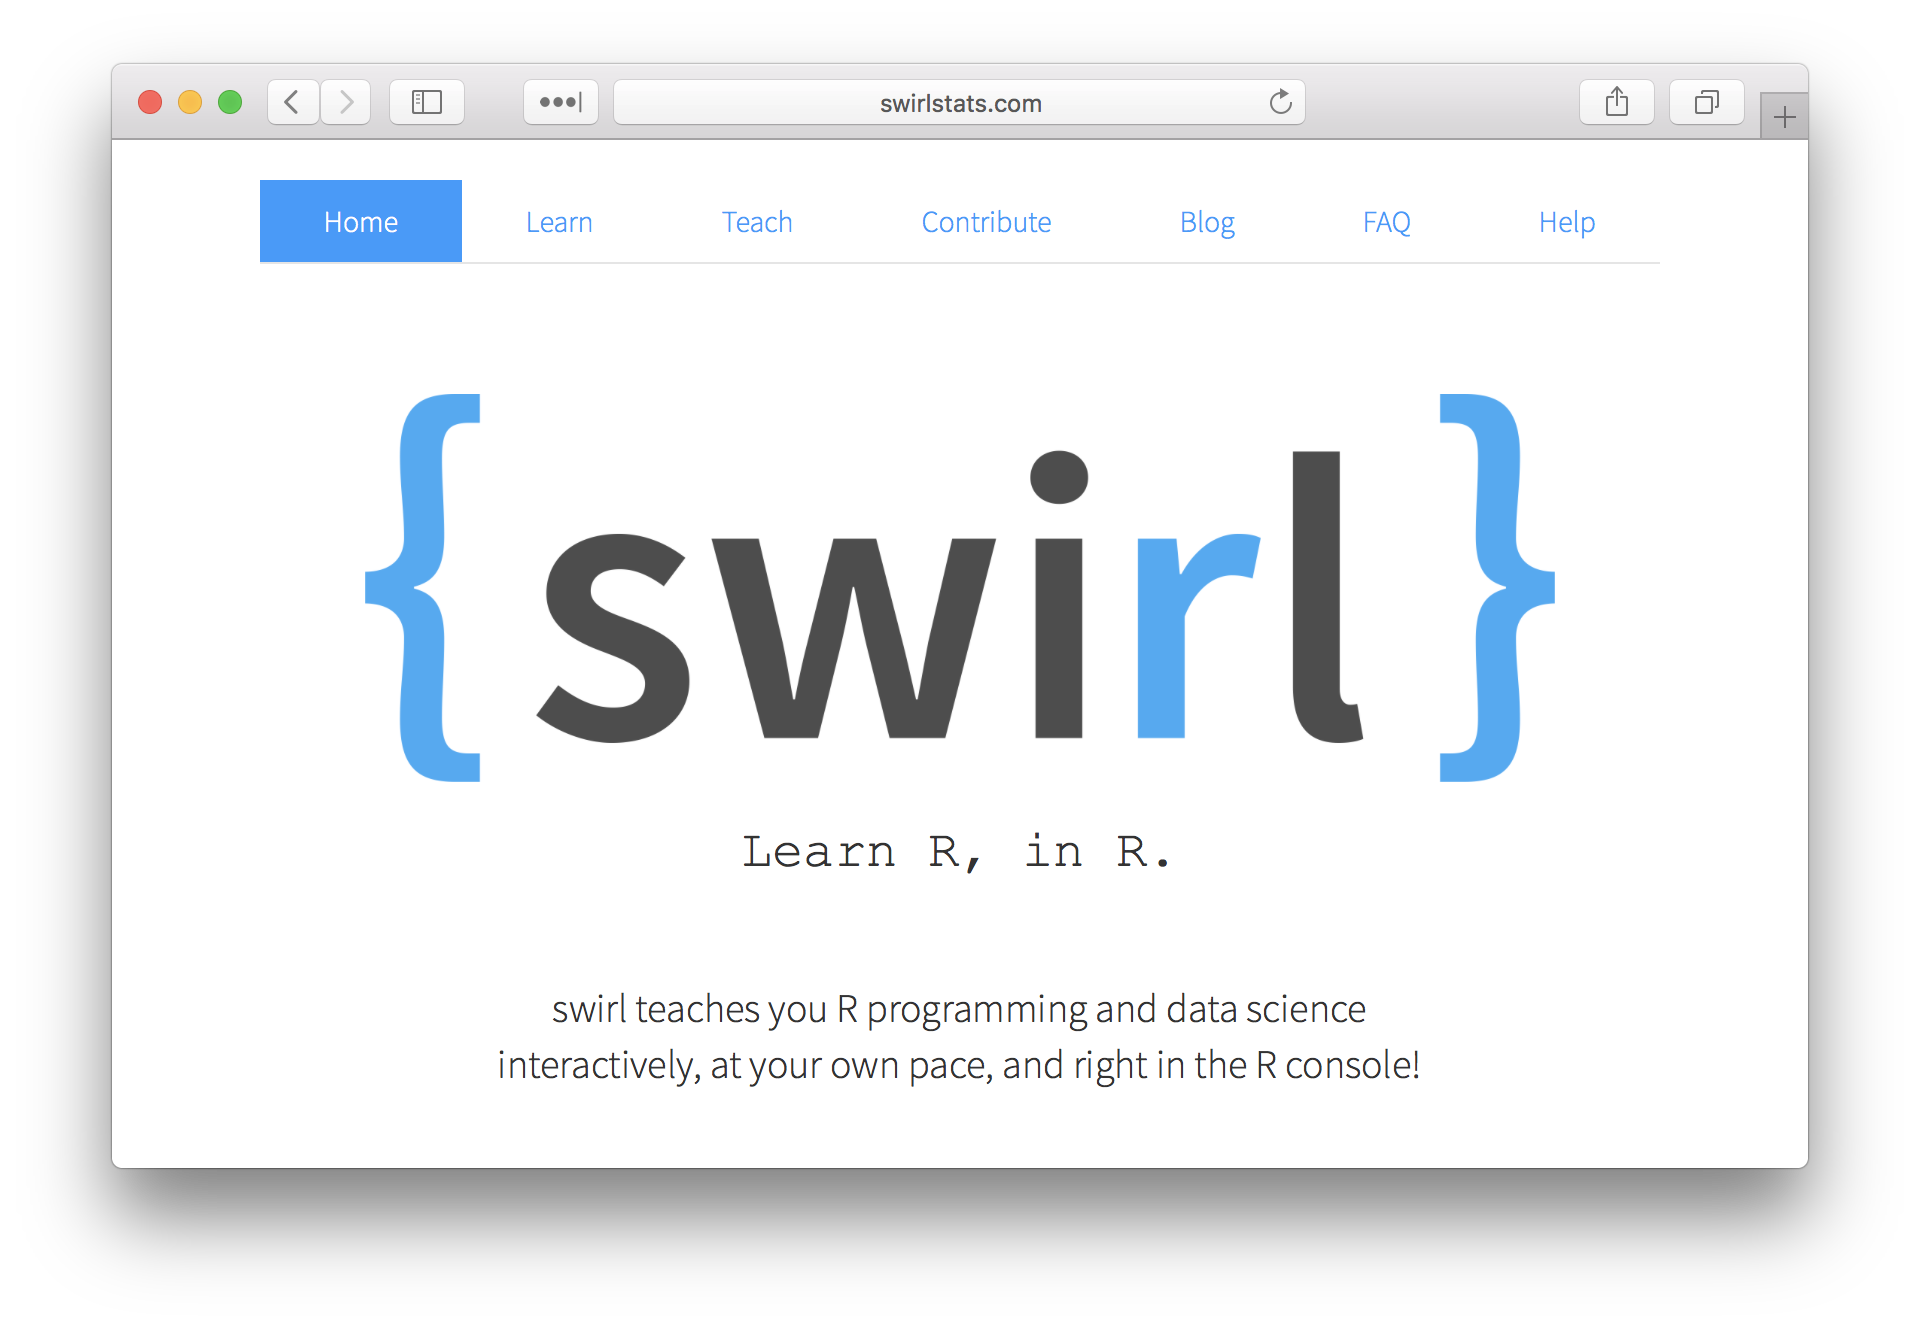 swirlstats.com
Home Learn Teach Contribute Blog FAQ Help
{swirl}
Learn R, in R.
swirl teaches you R programming and data science
interactively, at your own pace, and right in the R console!